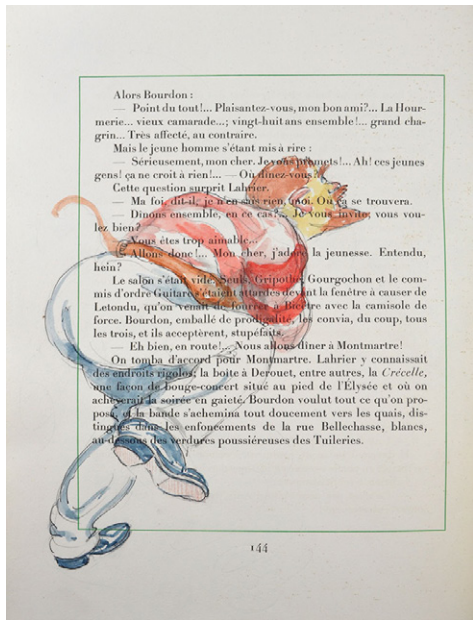 Alors Bourdon :
— Point du tout !... Plaisantez-vous, mon bon ami ?... La Hour-
merie... vieux camarade... ; vingt-huit ans ensemble !... grand cha-
grin... Très affecté, au contraire.
Mais le jeune homme s'étant mis à rire :
— Sérieusement, mon cher. Je vous promets !... Ah ! ces jeunes
gens ! ça ne croit à rien !... — Où dînez-vous ?
Cette question surprit Lahrier.
— Ma foi, dit-il, je n'en sais rien, moi. Où ça se trouvera.
— Dînons ensemble, en ce cas ?... Je vous invite, vous vou-
lez bien ?
— Vous êtes trop aimable...
— Allons donc !... Mon cher, j'adore la jeunesse. Entendu,
hein ?
Le salon s'était vidé. Seuls, Gripothe, Gourgochon et le com-
mis d'ordre Guitare s'étaient attardés devant la fenêtre à causer de
Letondu, qu'on venait de fourrer à Bicêtre avec la camisole de
force. Bourdon, emballé de prodigalité, les convia, du coup, tous
les trois, et ils acceptèrent, stupéfaits.
— Eh bien, en route !... Nous allons dîner à Montmartre !
On tomba d'accord pour Montmartre. Lahrier y connaissait
des endroits rigolos; la boîte à Derouet, entre autres, la Crécelle,
une façon de bouge-concert situé au pied de l'Élysée et où on
achèverait la soirée en gaieté. Bourdon voulut tout ce qu'on pro-
posa, et la bande s'achemina tout doucement vers les quais, dis-
tingués dans les enfoncements de la rue Bellechasse, blancs,
au-dessous des verdures poussiéreuses des Tuileries.
144